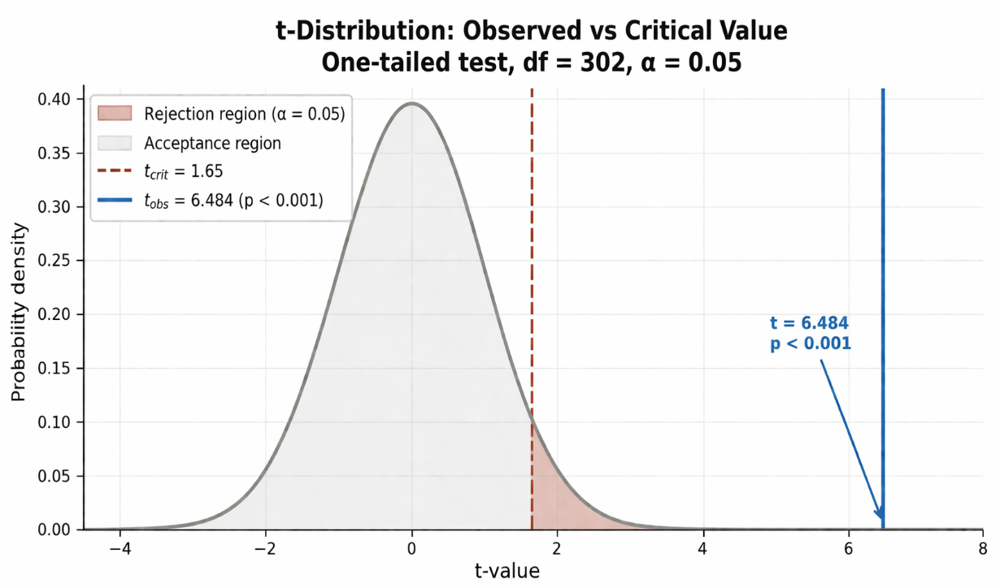 t-Distribution: Observed vs Critical Value
One-tailed test, df = 302, α = 0.05
Rejection region (α = 0.05)
Acceptance region
t_crit = 1.65
t_obs = 6.484 (p < 0.001)
Probability density
0.40
0.35
0.30
0.25
0.20
0.15
0.10
0.05
0.00
t = 6.484
p < 0.001
−4 −2 0 2 4 6 8
t-value